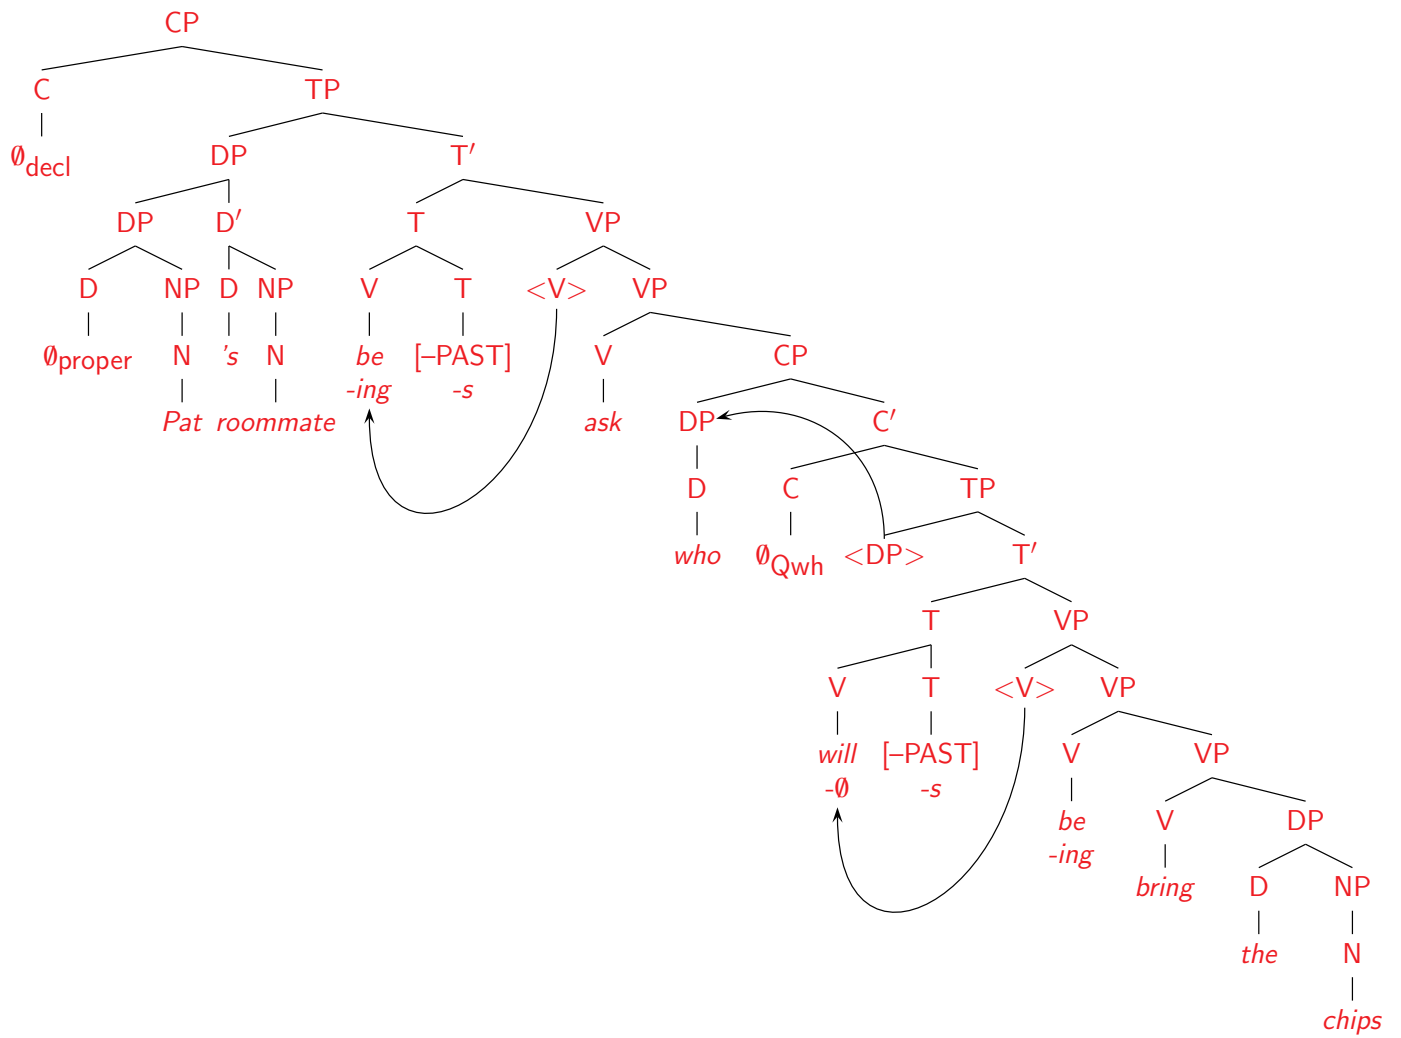 CP
C TP
∅decl DP T′
DP D′ T VP
D NP D NP V T <V> VP
∅proper N 's N be [–PAST] V CP
-ing -s
Pat roommate ask DP C′
D C TP
who ∅Qwh <DP> T′
T VP
V T <V> VP
will [–PAST] V VP
-∅ -s
be V DP
-ing
bring D NP
the N
chips